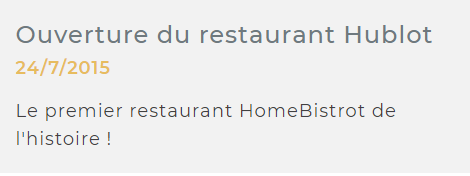 Ouverture du restaurant Hublot
24/7/2015
Le premier restaurant HomeBistrot de
l'histoire !